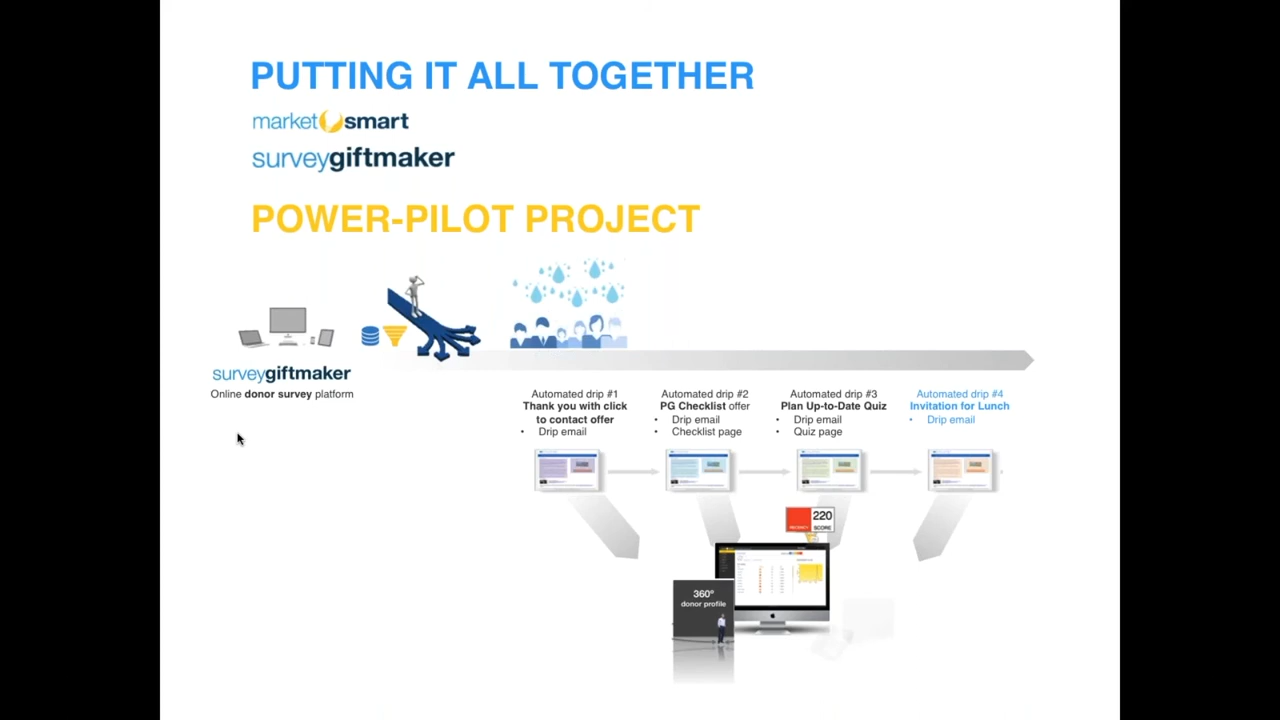 PUTTING IT ALL TOGETHER
marketsmart
surveygiftmaker
POWER-PILOT PROJECT
surveygiftmaker
Online donor survey platform
Automated drip #1
Thank you with click
to contact offer
• Drip email
Automated drip #2
PG Checklist offer
• Drip email
• Checklist page
Automated drip #3
Plan Up-to-Date Quiz
• Drip email
• Quiz page
Automated drip #4
Invitation for Lunch
• Drip email
RECENCY
220
SCORE
360º
donor profile